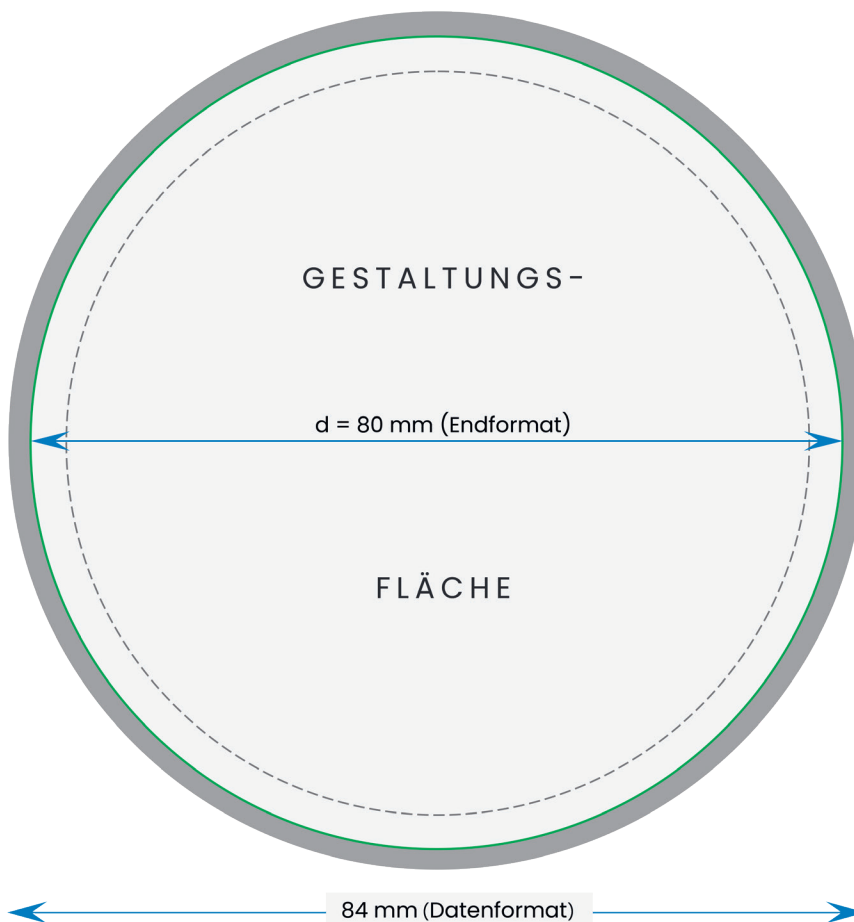 GESTALTUNGS-
d = 80 mm (Endformat)
FLÄCHE
84 mm (Datenformat)